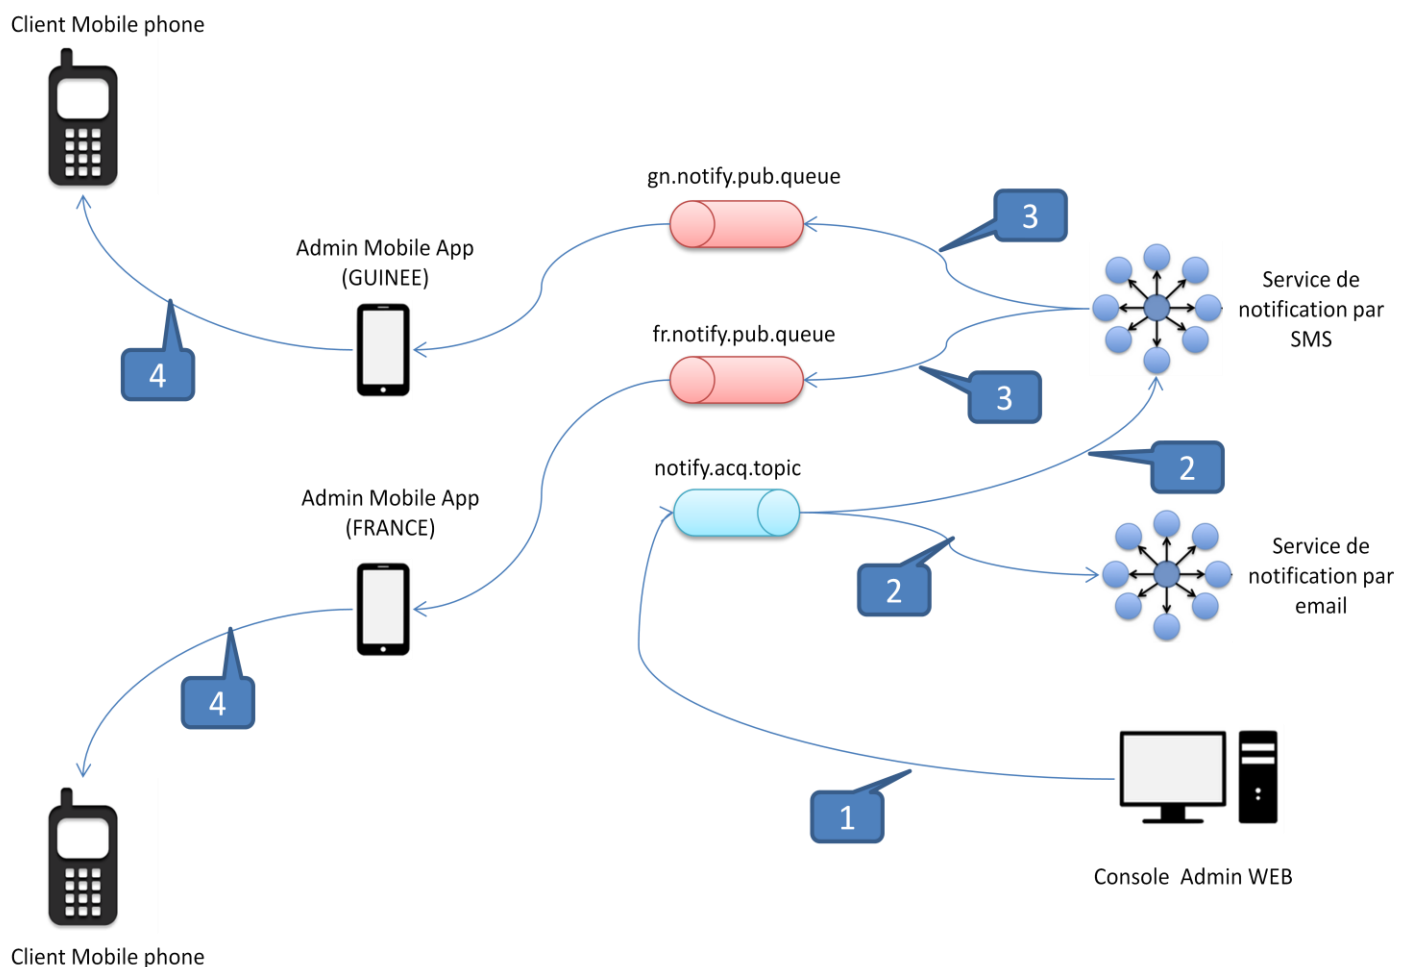 Client Mobile phone
gn.notify.pub.queue
3
Admin Mobile App
(GUINEE)
Service de
notification par
SMS
4
fr.notify.pub.queue
3
notify.acq.topic
2
Admin Mobile App
(FRANCE)
2
Service de
notification par
email
4
1
Console  Admin WEB
Client Mobile phone